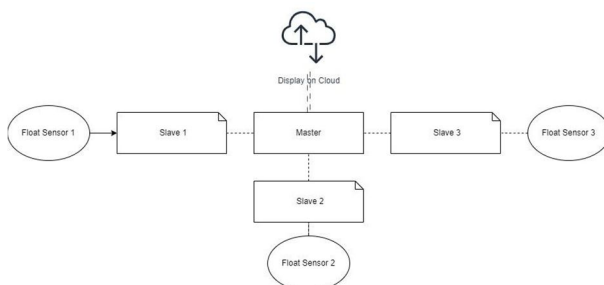 Display on Cloud
Float Sensor 1
Slave 1
Master
Slave 3
Float Sensor 3
Slave 2
Float Sensor 2